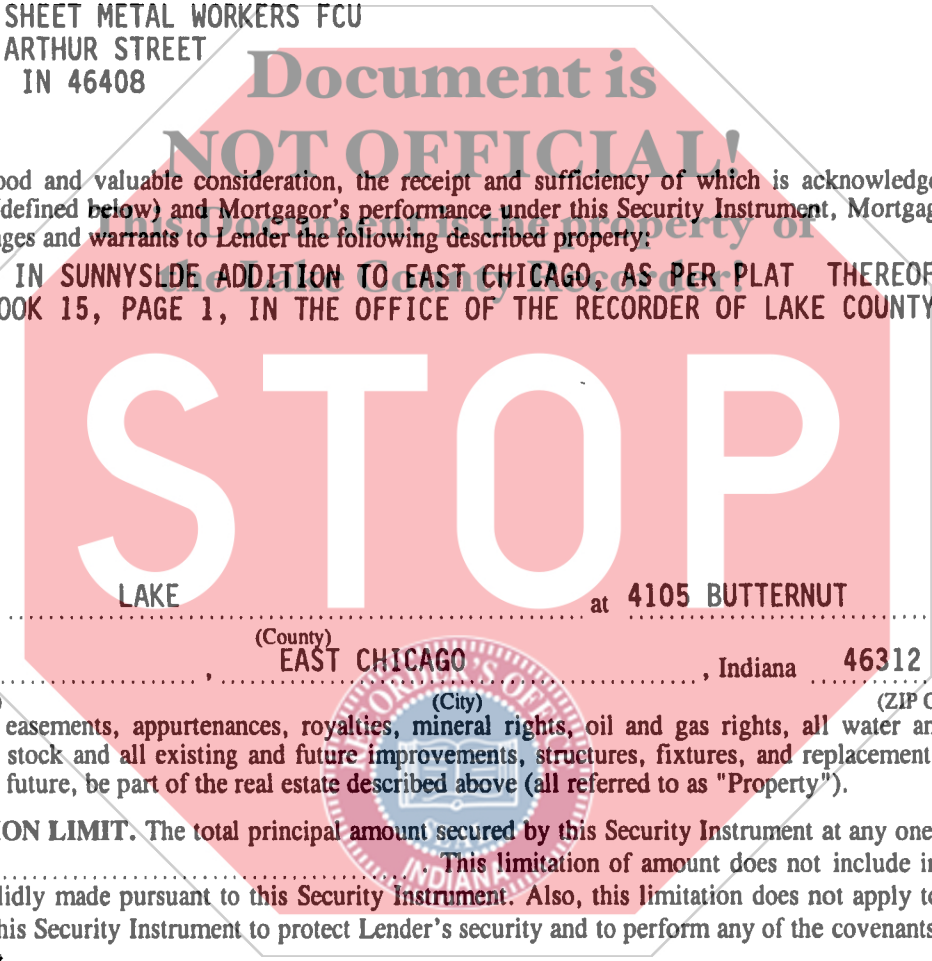 SHEET METAL WORKERS FCU
ARTHUR STREET
IN 46408
Document is
NOT OFFICIAL!
ood and valuable consideration, the receipt and sufficiency of which is acknowledge
defined below) and Mortgagor's performance under this Security Instrument, Mortgag
This Document is the property of
ges and warrants to Lender the following described property:
the Lake County Recorder!
IN SUNNYSLDE ADDITION TO EAST CHICAGO, AS PER PLAT THEREOF
OOK 15, PAGE 1, IN THE OFFICE OF THE RECORDER OF LAKE COUNTY
STOP
LAKE at 4105 BUTTERNUT
(County)
EAST CHICAGO , Indiana 46312
(City) (ZIP C
easements, appurtenances, royalties, mineral rights, oil and gas rights, all water an
stock and all existing and future improvements, structures, fixtures, and replacement
future, be part of the real estate described above (all referred to as "Property").
ION LIMIT. The total principal amount secured by this Security Instrument at any one
. This limitation of amount does not include in
lidly made pursuant to this Security Instrument. Also, this limitation does not apply to
his Security Instrument to protect Lender's security and to perform any of the covenants
RECORDER'S OFFICE
SEAL
INDIANA